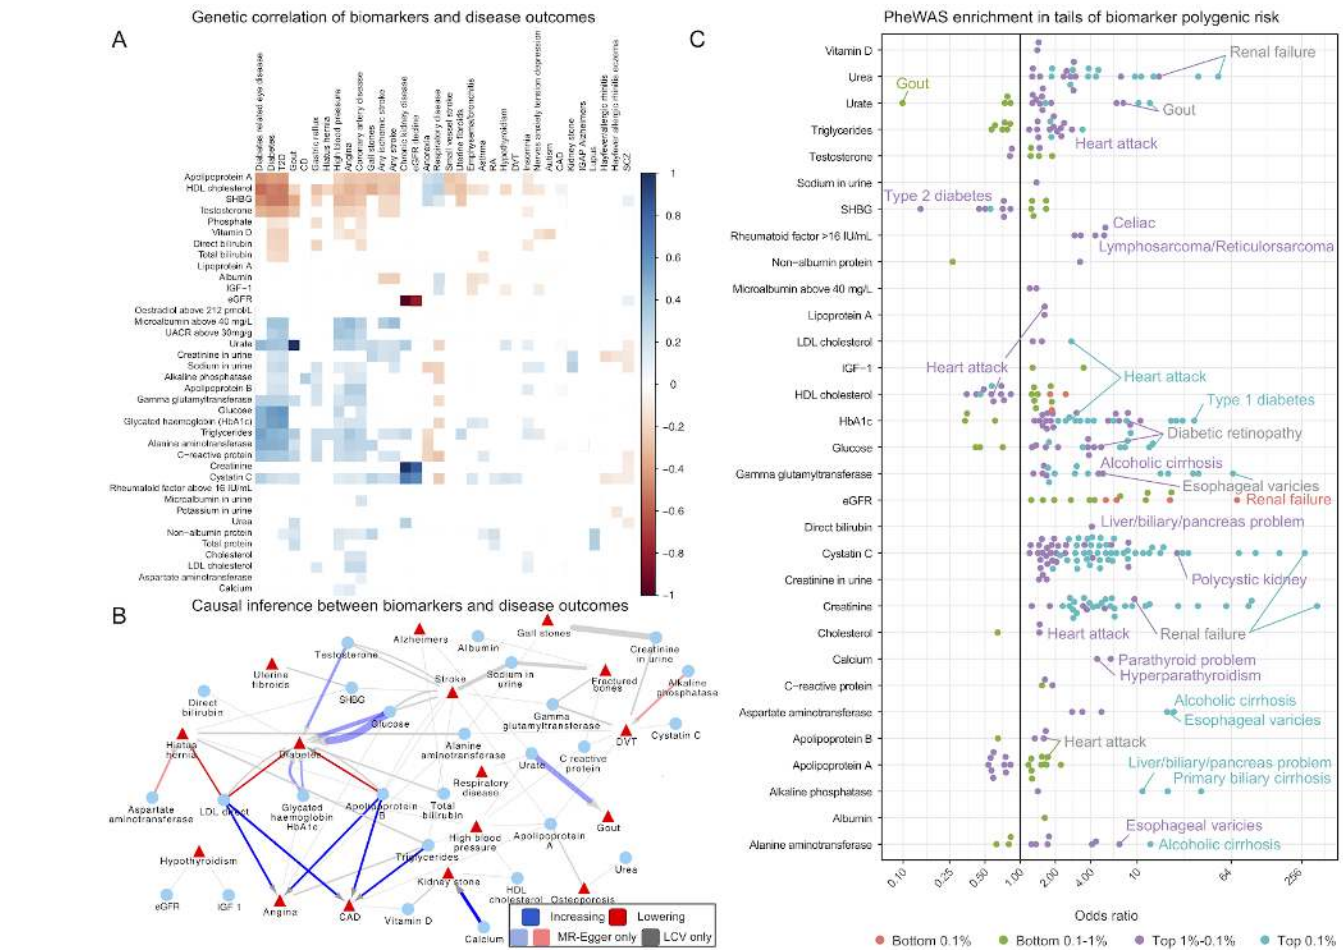 Genetic correlation of biomarkers and disease outcomes
A
Diabetes related eye disease
Diabetes
T2D
Gout
CD
Gastric reflux
Hiatus hernia
High blood pressure
Angina
Coronary artery disease
Gall stones
Any ischemic stroke
Any stroke
Chronic kidney disease
eGFR decline
Anorexia
Respiratory disease
Small vessel stroke
Uterine fibroids
Emphysema/bronchitis
Asthma
RA
Hypothyroidism
DVT
Insomnia
Nerves anxiety tension depression
Autism
CAD
Kidney stone
IGAP Alzheimers
Lupus
Hayfever/allergic rhinitis
Hayfever allergic rhinitis eczema
SCZ
Apolipoprotein A
HDL cholesterol
SHBG
Testosterone
Phosphate
Vitamin D
Direct bilirubin
Total bilirubin
Lipoprotein A
Albumin
IGF−1
eGFR
Oestradiol above 212 pmol/L
Microalbumin above 40 mg/L
UACR above 30mg/g
Urate
Creatinine in urine
Sodium in urine
Alkaline phosphatase
Apolipoprotein B
Gamma glutamyltransferase
Glucose
Glycated haemoglobin (HbA1c)
Triglycerides
Alanine aminotransferase
C−reactive protein
Creatinine
Cystatin C
Rheumatoid factor above 16 IU/mL
Microalbumin in urine
Potassium in urine
Urea
Non−albumin protein
Total protein
Cholesterol
LDL cholesterol
Aspartate aminotransferase
Calcium
1
0.8
0.6
0.4
0.2
0
−0.2
−0.4
−0.6
−0.8
−1
B
Causal inference between biomarkers and disease outcomes
Testosterone
Alzheimers
Albumin
Gall stones
Creatinine
in urine
Uterine
fibroids
SHBG
Stroke
Sodium in
urine
Fractured
bones
Alkaline
phosphatase
Direct
bilirubin
Glucose
Gamma
glutamyltransferase
Cystatin C
Hiatus
hernia
Diabetes
Alanine
aminotransferase
Urate
C reactive
protein
DVT
Respiratory
disease
Aspartate
aminotransferase
LDL direct
Glycated
haemoglobin
HbA1c
Apolipoprotein
B
Total
bilirubin
High blood
pressure
Apolipoprotein
A
Gout
Hypothyroidism
Triglycerides
Kidney stone
Urea
eGFR
IGF 1
Angina
CAD
Vitamin D
HDL
cholesterol
Osteoporosis
Calcium
Increasing
Lowering
MR-Egger only
LCV only
PheWAS enrichment in tails of biomarker polygenic risk
C
Vitamin D
Urea
Urate
Triglycerides
Testosterone
Sodium in urine
SHBG
Rheumatoid factor >16 IU/mL
Non−albumin protein
Microalbumin above 40 mg/L
Lipoprotein A
LDL cholesterol
IGF−1
HDL cholesterol
HbA1c
Glucose
Gamma glutamyltransferase
eGFR
Direct bilirubin
Cystatin C
Creatinine in urine
Creatinine
Cholesterol
Calcium
C−reactive protein
Aspartate aminotransferase
Apolipoprotein B
Apolipoprotein A
Alkaline phosphatase
Albumin
Alanine aminotransferase
Renal failure
Gout
Gout
Heart attack
Type 2 diabetes
Celiac
Lymphosarcoma/Reticulorsarcoma
Heart attack
Heart attack
Type 1 diabetes
Diabetic retinopathy
Alcoholic cirrhosis
Esophageal varicies
Renal failure
Liver/biliary/pancreas problem
Polycystic kidney
Heart attack
Renal failure
Parathyroid problem
Hyperparathyroidism
Alcoholic cirrhosis
Esophageal varicies
Heart attack
Liver/biliary/pancreas problem
Primary biliary cirrhosis
Esophageal varicies
Alcoholic cirrhosis
0.10
0.25
0.50
1.00
2.00
4.00
10
64
256
Odds ratio
Bottom 0.1%
Bottom 0.1-1%
Top 1%-0.1%
Top 0.1%